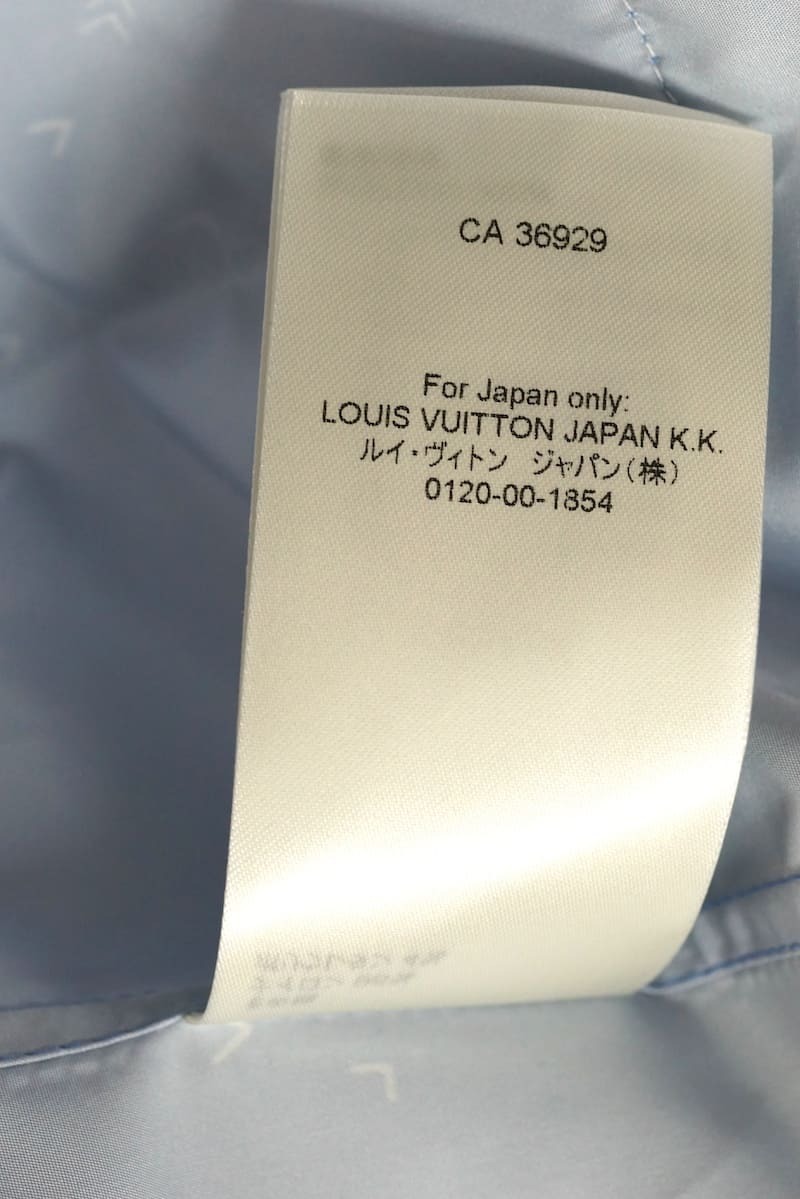 CA 36929
For Japan only:
LOUIS VUITTON JAPAN K.K.
ルイ・ヴィトン ジャパン(株)
0120-00-1854